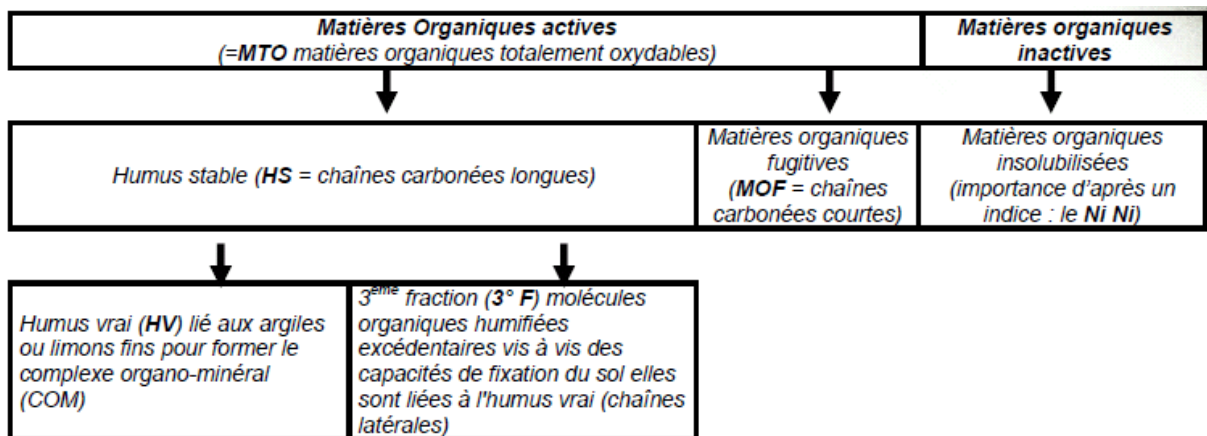 Matières Organiques actives
(=MTO matières organiques totalement oxydables)
Matières organiques
inactives
Humus stable (HS = chaînes carbonées longues)
Matières organiques
fugitives
(MOF = chaînes
carbonées courtes)
Matières organiques
insolubilisées
(importance d'après un
indice : le Ni Ni)
Humus vrai (HV) lié aux argiles
ou limons fins pour former le
complexe organo-minéral
(COM)
3ème fraction (3° F) molécules
organiques humifiées
excédentaires vis à vis des
capacités de fixation du sol elles
sont liées à l'humus vrai (chaînes
latérales)